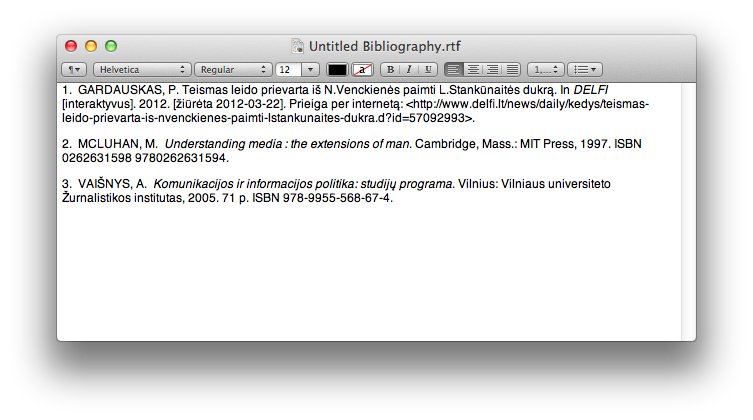 Untitled Bibliography.rtf
¶ Helvetica Regular 12 a B I U 1,...
1. GARDAUSKAS, P. Teismas leido prievarta iš N.Venckienės paimti L.Stankūnaitės dukrą. In DELFI
[interaktyvus]. 2012. [žiūrėta 2012-03-22]. Prieiga per internetą: <http://www.delfi.lt/news/daily/kedys/teismas-
leido-prievarta-is-nvenckienes-paimti-lstankunaites-dukra.d?id=57092993>.
2. MCLUHAN, M. Understanding media : the extensions of man. Cambridge, Mass.: MIT Press, 1997. ISBN
0262631598 9780262631594.
3. VAIŠNYS, A. Komunikacijos ir informacijos politika: studijų programa. Vilnius: Vilniaus universiteto
Žurnalistikos institutas, 2005. 71 p. ISBN 978-9955-568-67-4.